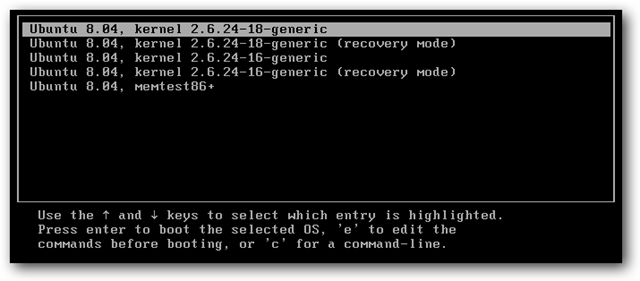 Ubuntu 8.04, kernel 2.6.24-18-generic
Ubuntu 8.04, kernel 2.6.24-18-generic (recovery mode)
Ubuntu 8.04, kernel 2.6.24-16-generic
Ubuntu 8.04, kernel 2.6.24-16-generic (recovery mode)
Ubuntu 8.04, memtest86+
Use the ↑ and ↓ keys to select which entry is highlighted.
Press enter to boot the selected OS, 'e' to edit the
commands before booting, or 'c' for a command-line.